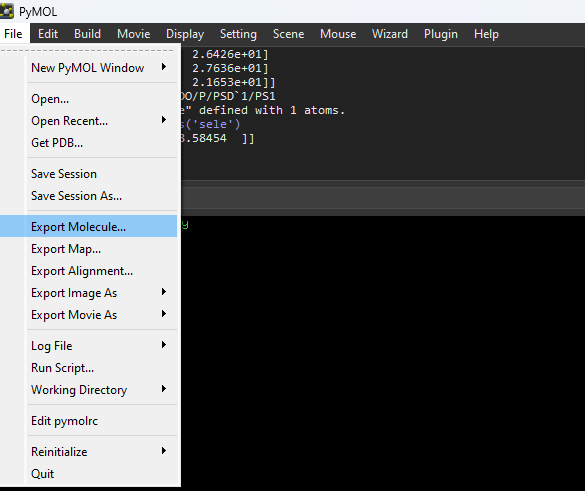 PyMOL
File Edit Build Movie Display Setting Scene Mouse Wizard Plugin Help
2.6426e+01]
New PyMOL Window
2.7636e+01]
2.1653e+01]]
Open...
DO/P/PSD`1/PS1
e" defined with 1 atoms.
Open Recent...
s('sele')
Get PDB...
3.58454 ]]
Save Session
Save Session As...
Export Molecule...
y
Export Map...
Export Alignment...
Export Image As
Export Movie As
Log File
Run Script...
Working Directory
Edit pymolrc
Reinitialize
Quit